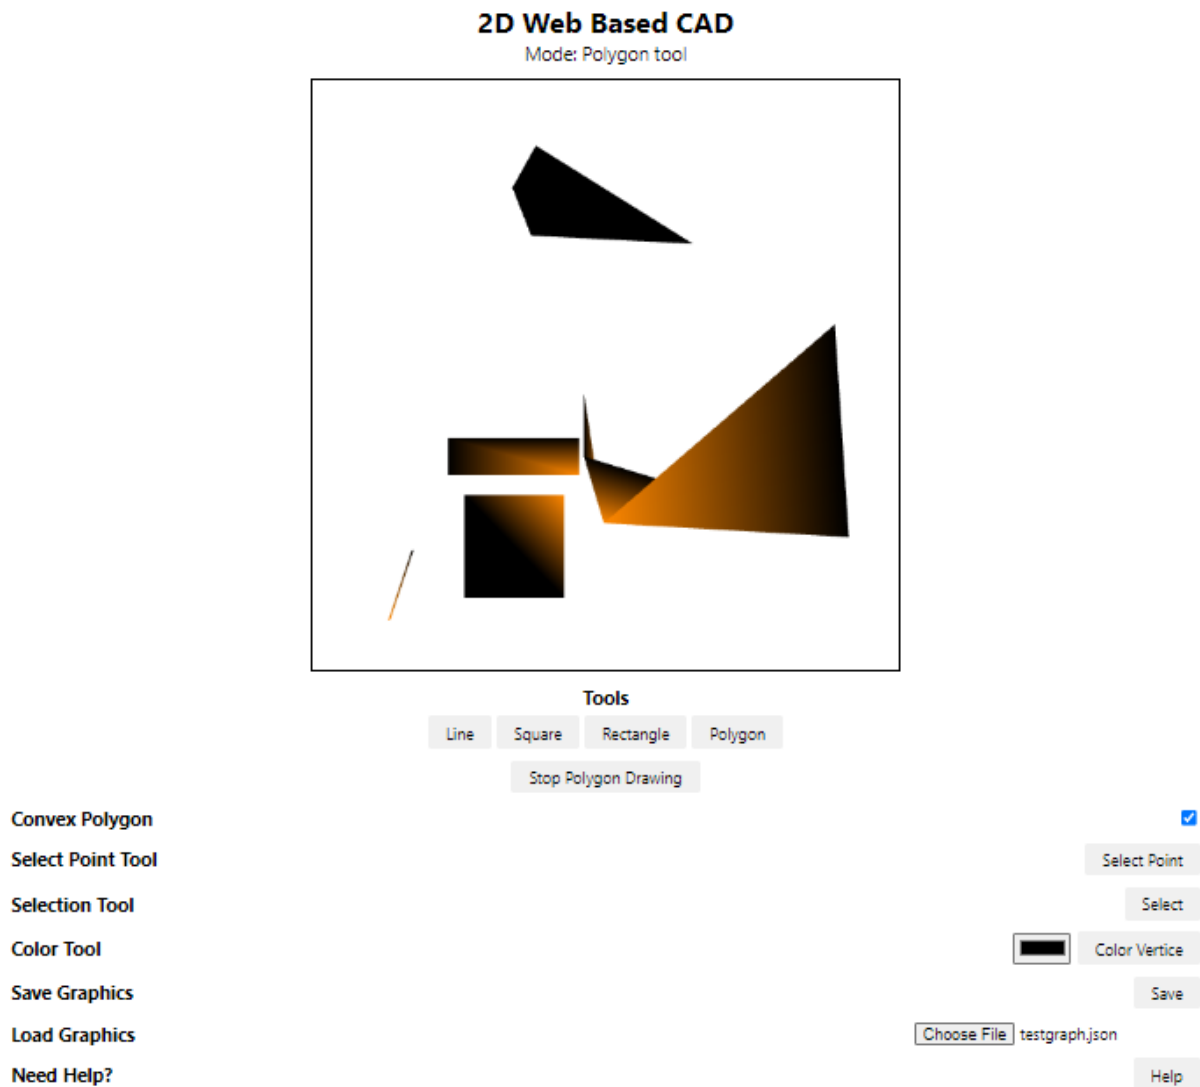 2D Web Based CAD
Mode: Polygon tool
Tools
Line Square Rectangle Polygon
Stop Polygon Drawing
Convex Polygon
Select Point Tool Select Point
Selection Tool Select
Color Tool Color Vertice
Save Graphics Save
Load Graphics Choose File testgraph.json
Need Help? Help